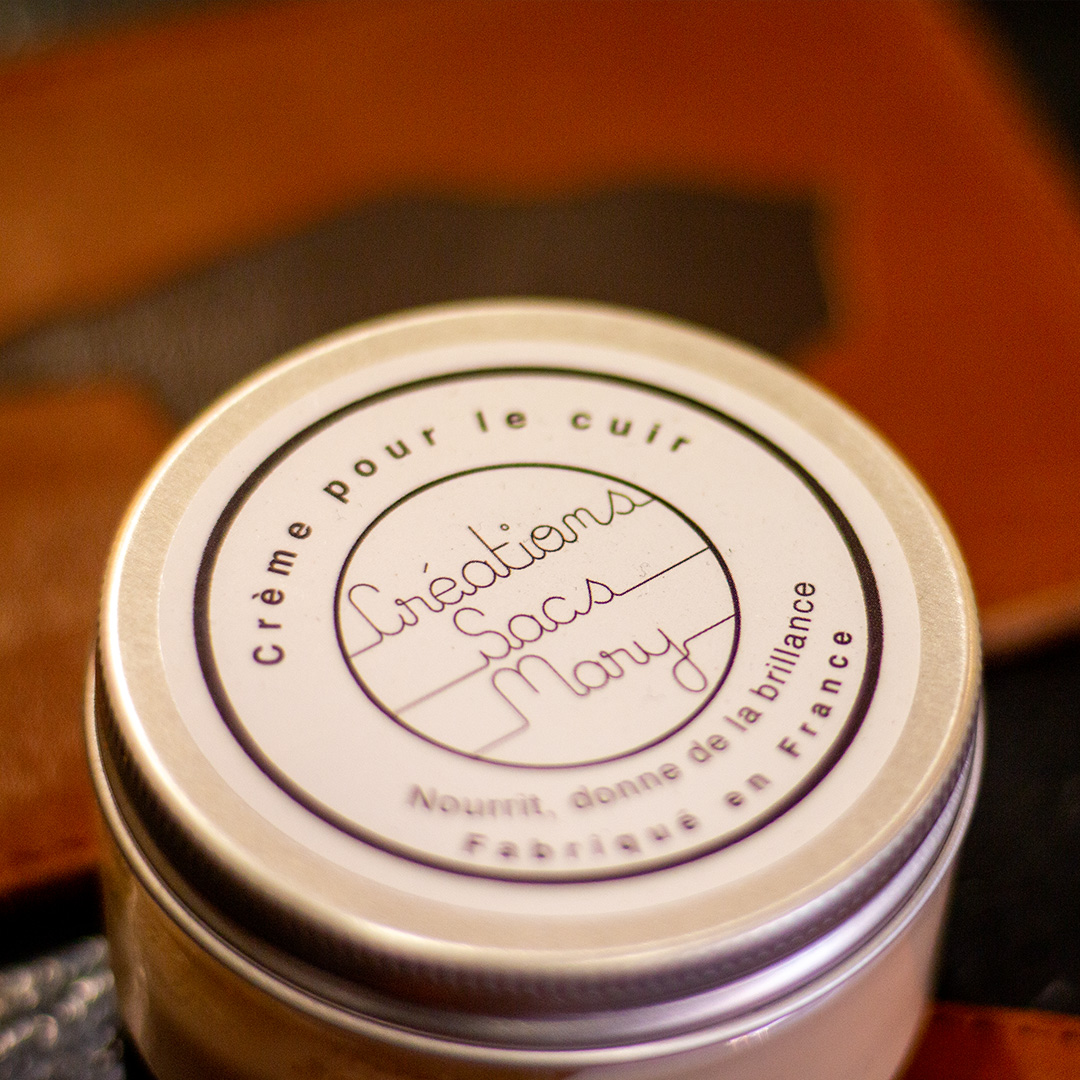 Crème pour le cuir
Créations
Sacs
Mary
Nourrit, donne de la brillance
Fabriqué en France